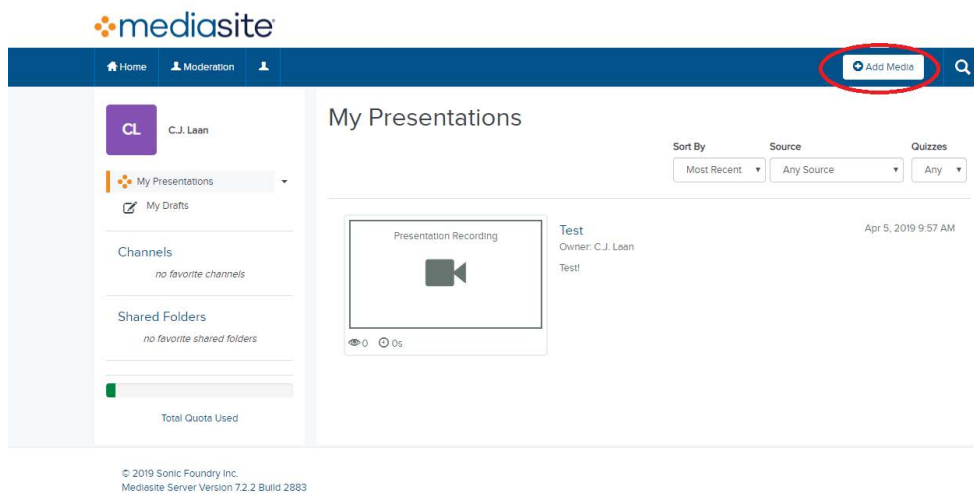 mediasite
Home Moderation Add Media
CL C.J. Laan
My Presentations
My Drafts
Channels
no favorite channels
Shared Folders
no favorite shared folders
Total Quota Used
My Presentations
Sort By Source Quizzes
Most Recent Any Source Any
Presentation Recording
0 0s
Test
Owner: C.J. Laan
Test!
Apr 5, 2019 9:57 AM
© 2019 Sonic Foundry Inc.
Mediasite Server Version 7.2.2 Build 2883